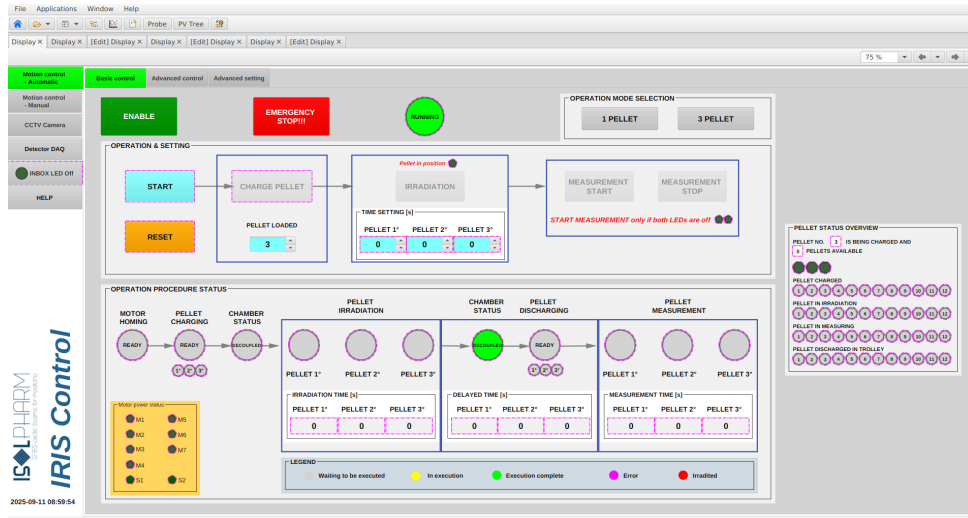 File Applications Window Help
Probe PV Tree
Display × Display × [Edit] Display × Display × [Edit] Display × Display × [Edit] Display ×
75 %
Motion control
- Automatic
Motion control
- Manual
CCTV Camera
Detector DAQ
INBOX LED Off
HELP
Basic control Advanced control Advanced setting
ENABLE
EMERGENCY
STOP!!!
RUNNING
OPERATION MODE SELECTION
1 PELLET 3 PELLET
OPERATION & SETTING
START
RESET
CHARGE PELLET
PELLET LOADED
3
Pellet in position
IRRADIATION
TIME SETTING [s]
PELLET 1° PELLET 2° PELLET 3°
0 0 0
MEASUREMENT
START
MEASUREMENT
STOP
START MEASUREMENT only if both LEDs are off
PELLET STATUS OVERVIEW
PELLET NO. 3 IS BEING CHARGED AND
0 PELLETS AVAILABLE
PELLET CHARGED
1 2 3 4 5 6 7 8 9 10 11 12
PELLET IN IRRADIATION
1 2 3 4 5 6 7 8 9 10 11 12
PELLET IN MEASURING
1 2 3 4 5 6 7 8 9 10 11 12
PELLET DISCHARGED IN TROLLEY
1 2 3 4 5 6 7 8 9 10 11 12
OPERATION PROCEDURE STATUS
MOTOR
HOMING
READY
PELLET
CHARGING
READY
1° 2° 3°
CHAMBER
STATUS
DECOUPLED
PELLET
IRRADIATION
PELLET 1° PELLET 2° PELLET 3°
IRRADIATION TIME [s]
PELLET 1° PELLET 2° PELLET 3°
0 0 0
CHAMBER
STATUS
DECOUPLED
PELLET
DISCHARGING
READY
1° 2° 3°
DELAYED TIME [s]
PELLET 1° PELLET 2° PELLET 3°
0 0 0
PELLET
MEASUREMENT
PELLET 1° PELLET 2° PELLET 3°
MEASUREMENT TIME [s]
PELLET 1° PELLET 2° PELLET 3°
0 0 0
Motor power status
M1 M5
M2 M6
M3 M7
M4
S1 S2
LEGEND
Waiting to be executed In execution Execution complete Error Irradited
ISOLPHARM
IRIS Control
2025-09-11 08:59:54